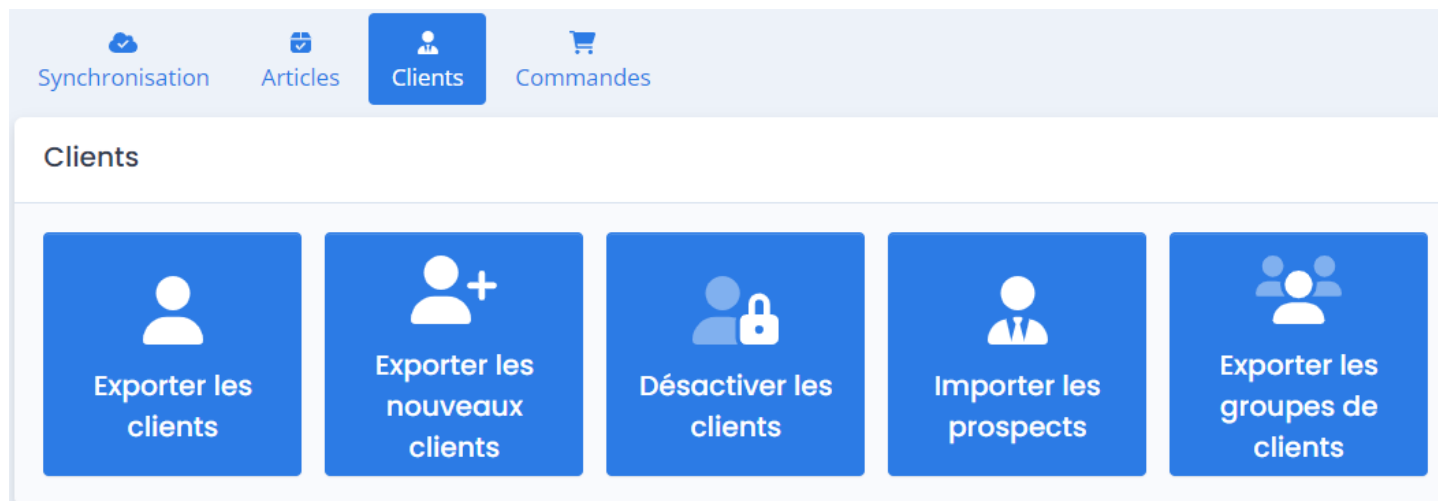 Synchronisation
Articles
Clients
Commandes
Clients
Exporter les
clients
Exporter les
nouveaux
clients
Désactiver les
clients
Importer les
prospects
Exporter les
groupes de
clients